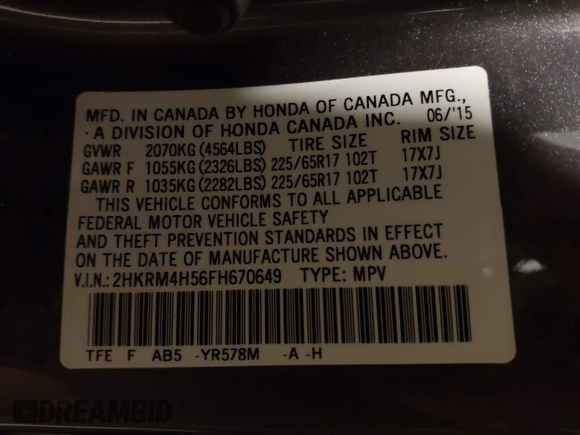 MFD. IN CANADA BY HONDA OF CANADA MFG.,
- A DIVISION OF HONDA CANADA INC. 06/'15
GVWR 2070KG (4564LBS) TIRE SIZE RIM SIZE
GAWR F 1055KG (2326LBS) 225/65R17 102T 17X7J
GAWR R 1035KG (2282LBS) 225/65R17 102T 17X7J
THIS VEHICLE CONFORMS TO ALL APPLICABLE
FEDERAL MOTOR VEHICLE SAFETY
AND THEFT PREVENTION STANDARDS IN EFFECT
ON THE DATE OF MANUFACTURE SHOWN ABOVE.
V.I.N.: 2HKRM4H56FH670649 TYPE: MPV
TFE F AB5 -YR578M -A -H
DREAMBID